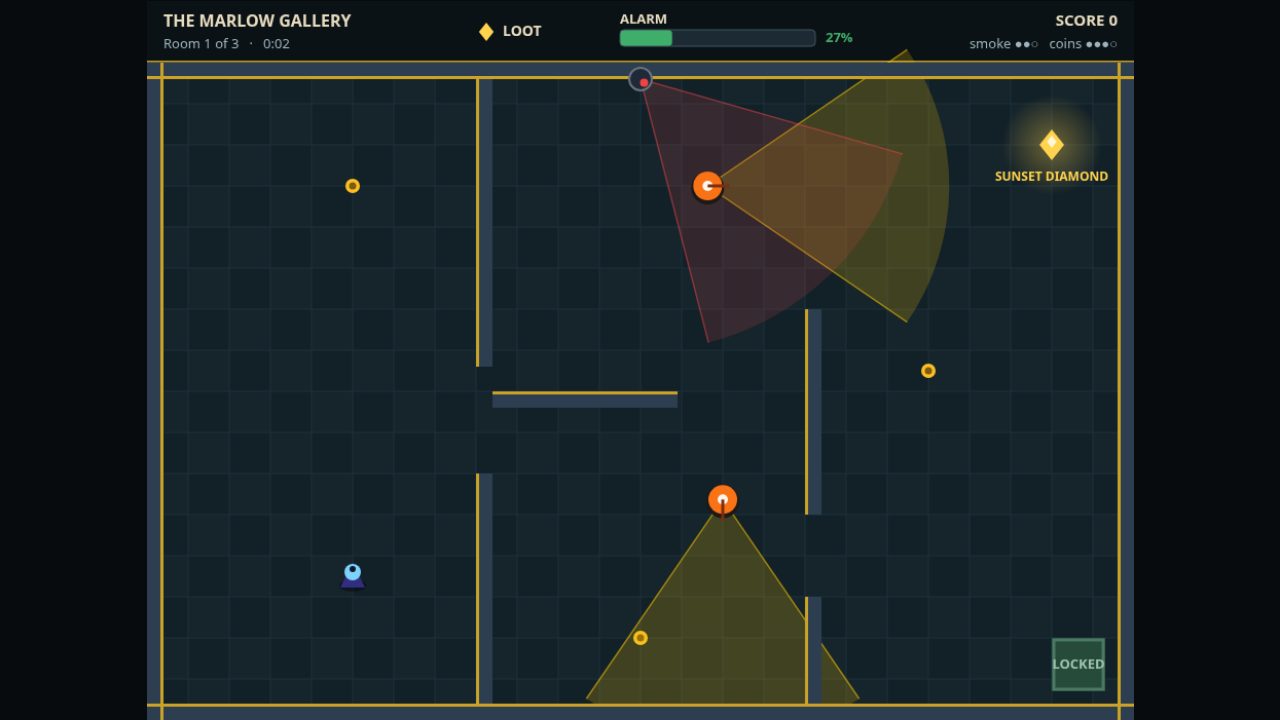 THE MARLOW GALLERY
Room 1 of 3 · 0:02
LOOT
ALARM
27%
SCORE 0
smoke ●●○ coins ●●●○
SUNSET DIAMOND
LOCKED